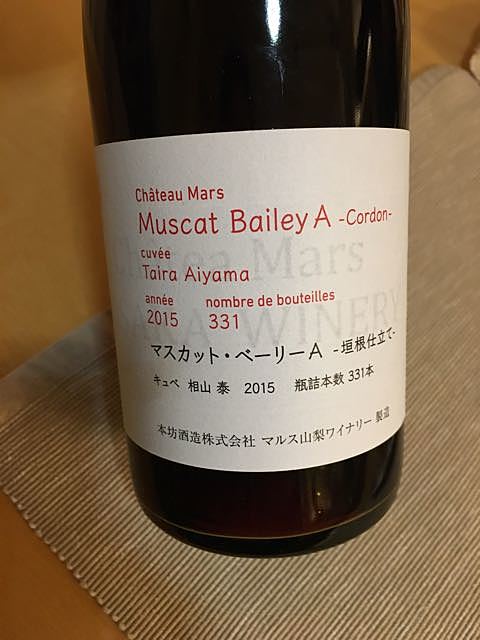 Château Mars
Muscat Bailey A -Cordon-
cuvée
Taira Aiyama
année nombre de bouteilles
2015 331
マスカット・ベーリーA -垣根仕立て-
キュベ 相山 泰 2015 瓶詰本数 331本
本坊酒造株式会社 マルス山梨ワイナリー 製造